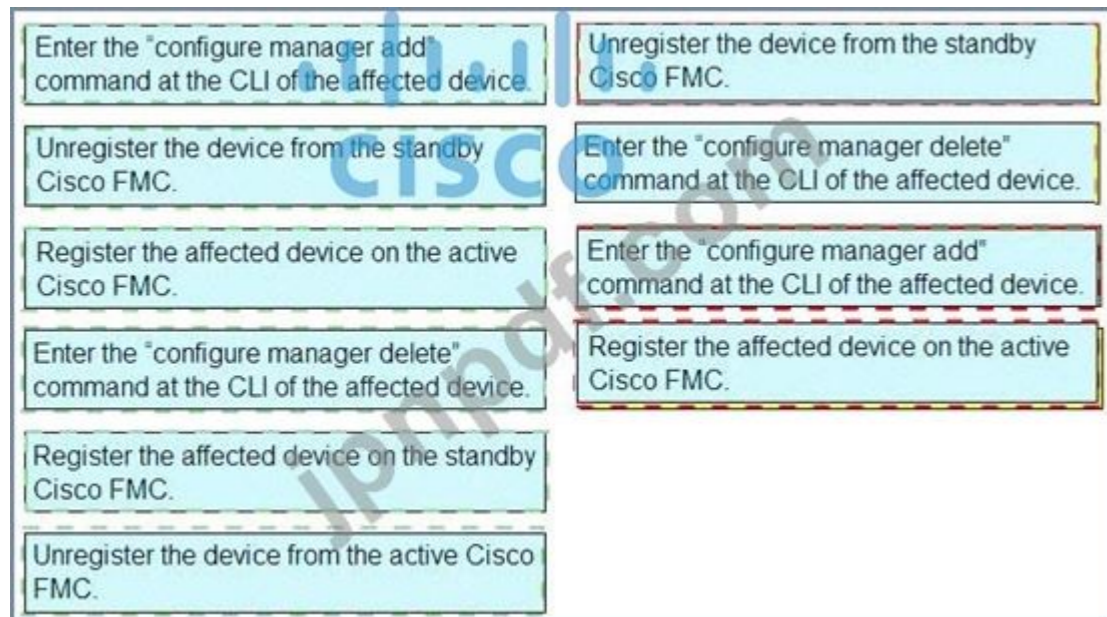 Enter the "configure manager add"
command at the CLI of the affected device.
Unregister the device from the standby
Cisco FMC.
Register the affected device on the active
Cisco FMC.
Enter the "configure manager delete"
command at the CLI of the affected device.
Register the affected device on the standby
Cisco FMC.
Unregister the device from the active Cisco
FMC.
Unregister the device from the standby
Cisco FMC.
Enter the "configure manager delete"
command at the CLI of the affected device.
Enter the "configure manager add"
command at the CLI of the affected device.
Register the affected device on the active
Cisco FMC.
cisco
jpnpdf.com